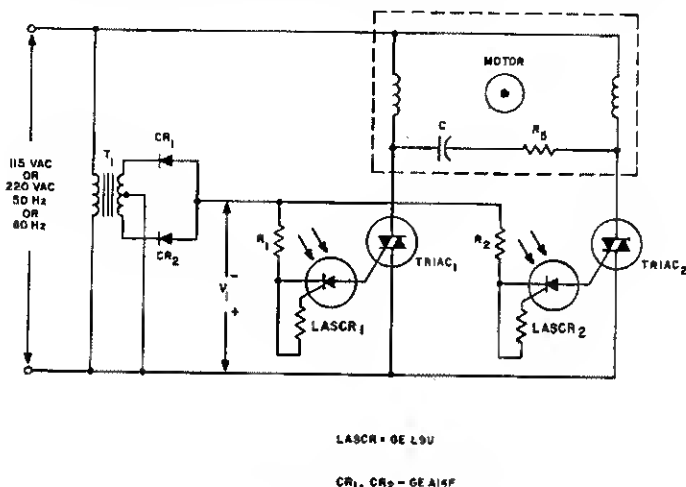 MOTOR
C
R5
CR1
T1
115 VAC
OR
220 VAC
50 Hz
OR
60 Hz
CR2
V1
−
+
R1
LASCR1
TRIAC1
R2
LASCR2
TRIAC2
LASCR = GE L9U
CR1, CR2 - GE A15F